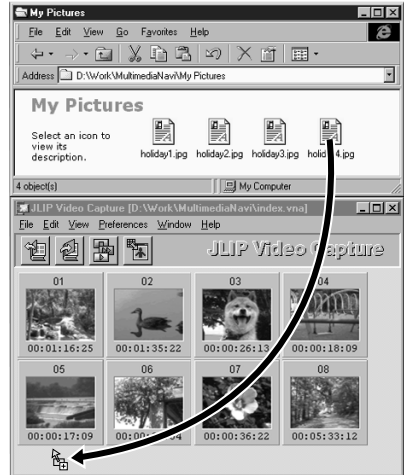 My Pictures
File Edit View Go Favorites Help
Address D:\Work\MultimediaNavi\My Pictures
My Pictures
Select an icon to
view its
description.
holiday1.jpg holiday2.jpg holiday3.jpg holiday4.jpg
4 object(s) My Computer
JLIP Video Capture [D:\Work\MultimediaNavi\index.vna]
File Edit View Preferences Window Help
JLIP Video Capture
01 02 03 04
00:01:16:25 00:01:35:22 00:00:26:13 00:00:18:09
05 06 07 08
00:00:17:09 00:00:36:22 00:05:33:12